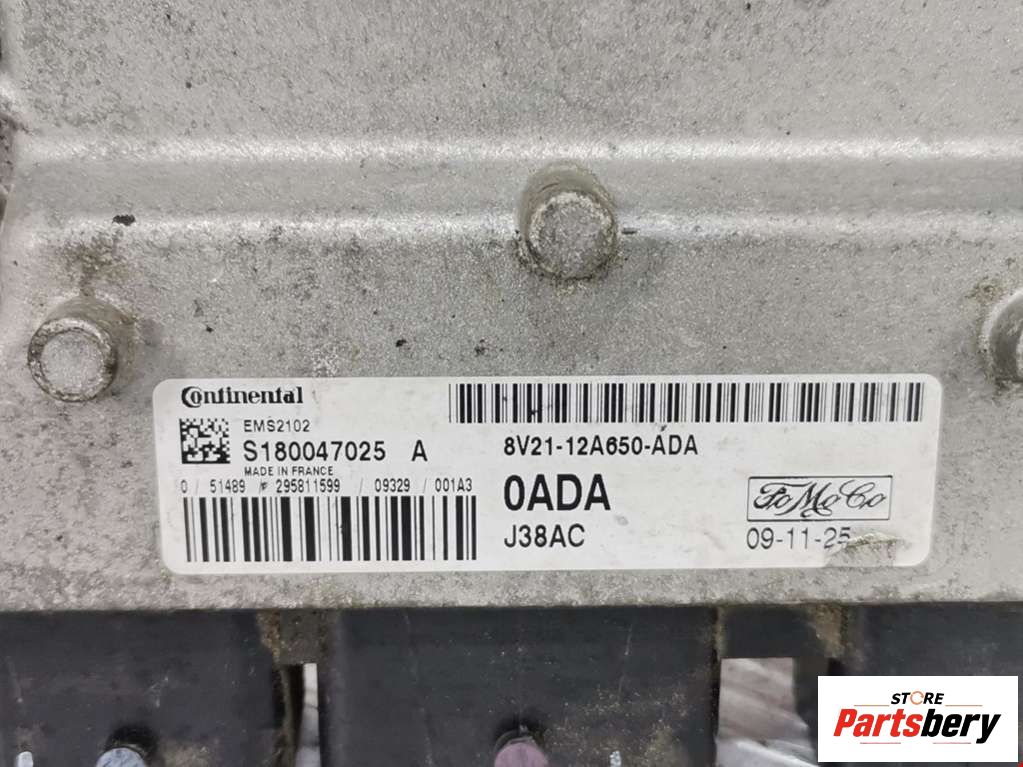 Continental
EMS2102
S180047025 A
MADE IN FRANCE
0 / 51489 / 295811599 / 09329 / 001A3
8V21-12A650-ADA
0ADA
J38AC
FoMoCo
09-11-25
STORE
Partsbery